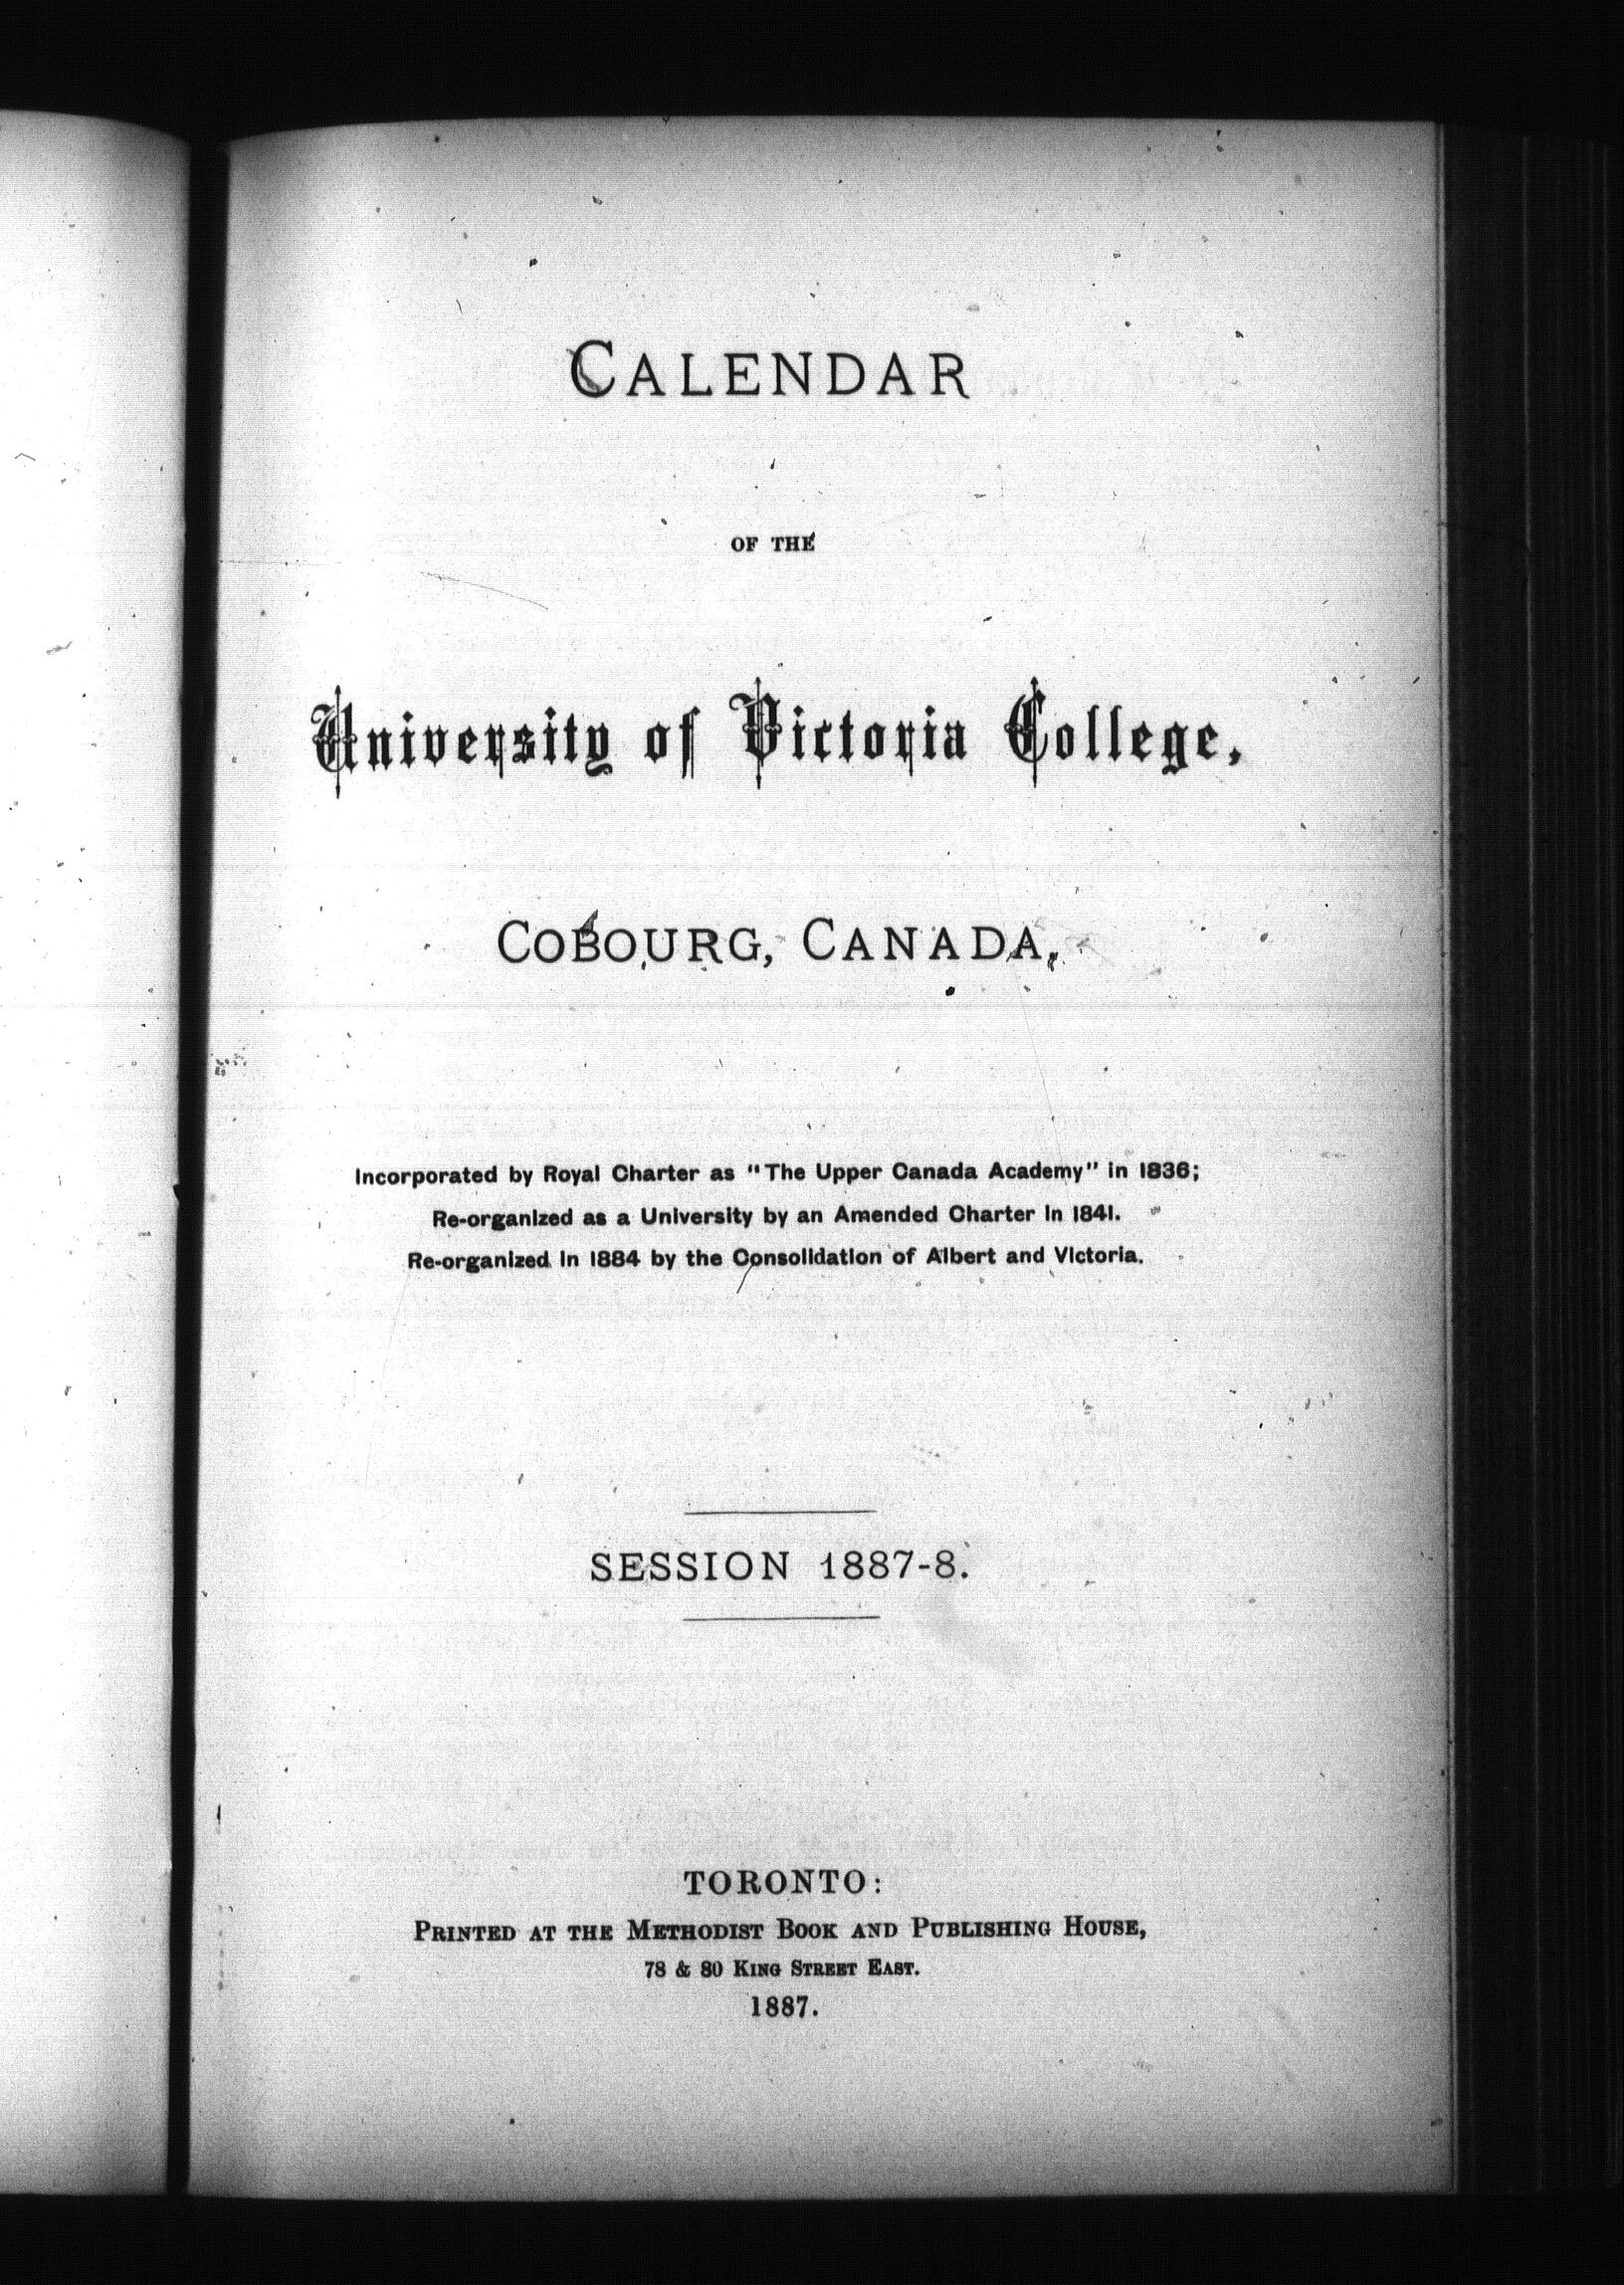 CALENDAR
OF THE
University of Victoria College,
COBOURG, CANADA,
Incorporated by Royal Charter as "The Upper Canada Academy" in 1836;
Re-organized as a University by an Amended Charter in 1841.
Re-organized in 1884 by the Consolidation of Albert and Victoria.
SESSION 1887-8.
TORONTO:
PRINTED AT THE METHODIST BOOK AND PUBLISHING HOUSE,
78 & 80 KING STREET EAST.
1887.